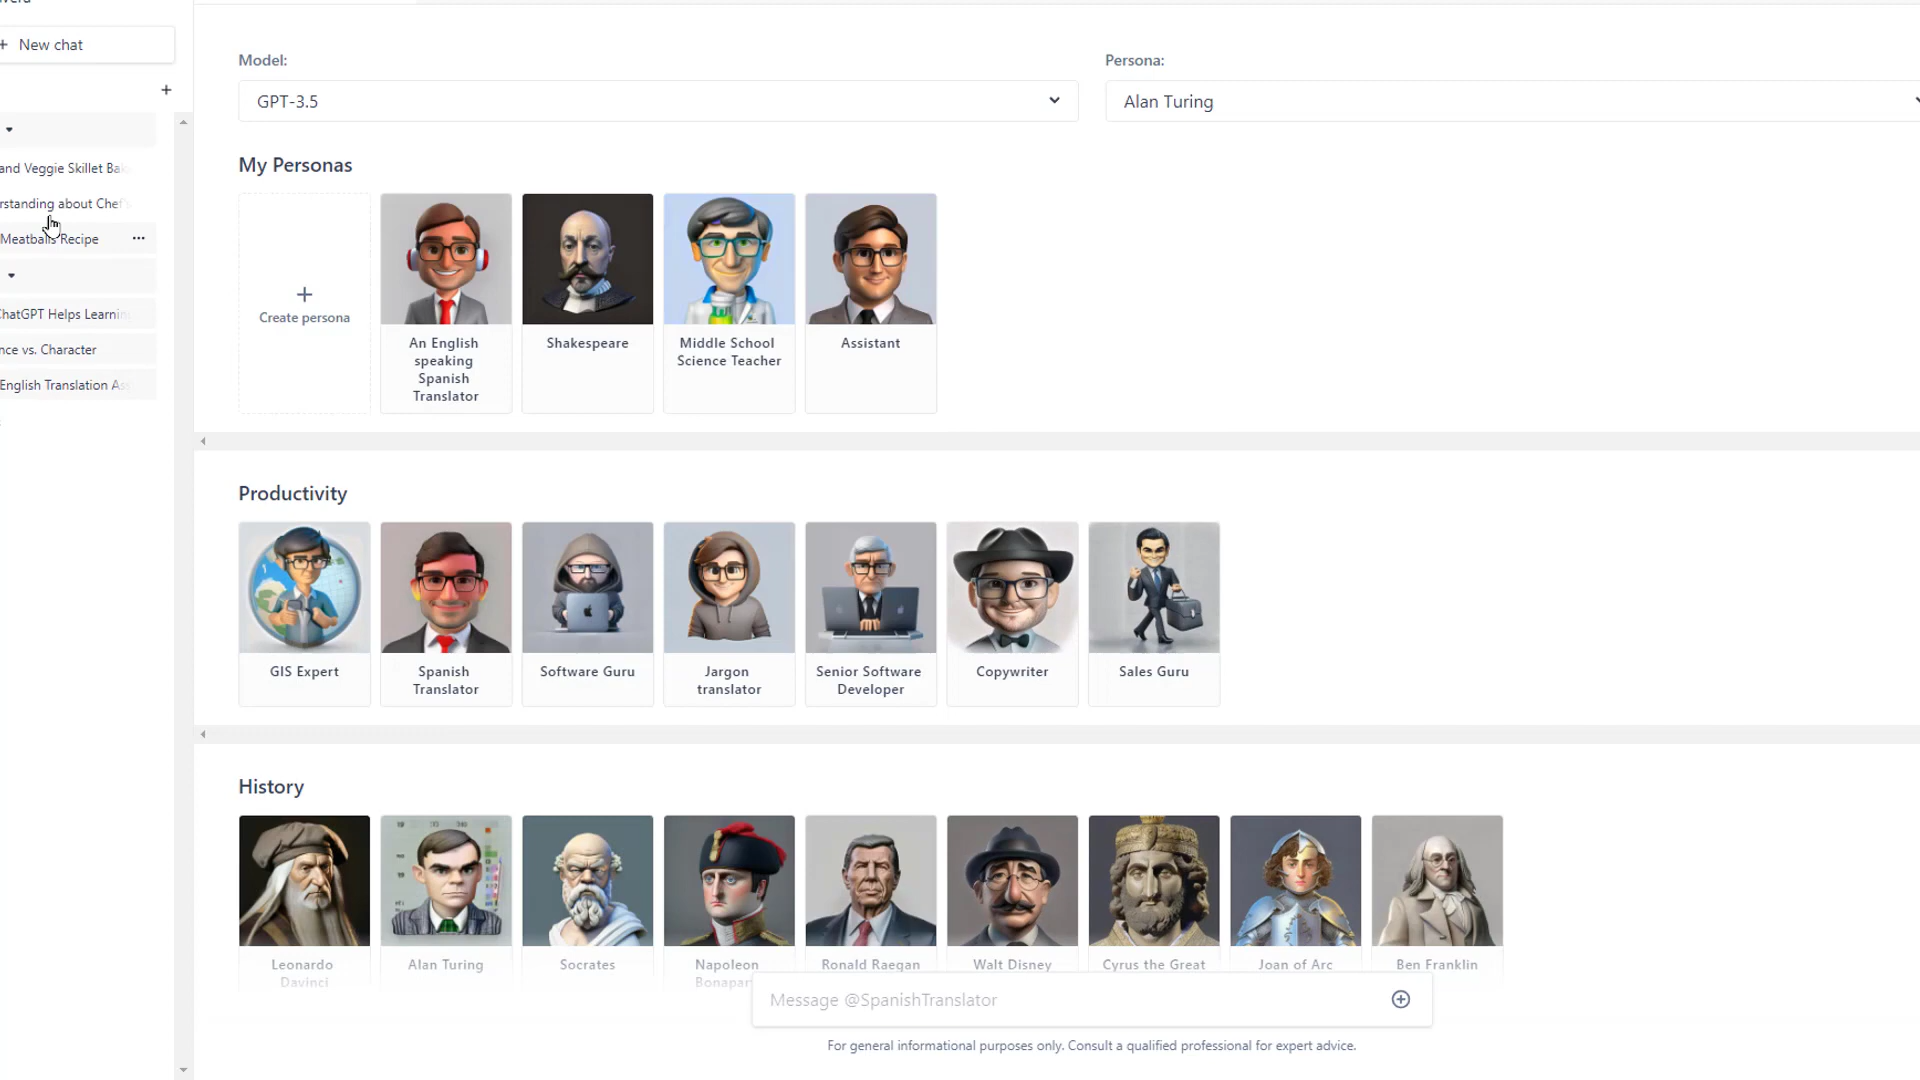 + New chat
+
and Veggie Skillet Bak
rstanding about Chef's
Meatballs Recipe ...
ChatGPT Helps Learning
nce vs. Character
English Translation Ass
Model:
GPT-3.5
Persona:
Alan Turing
My Personas
+
Create persona
An English
speaking
Spanish
Translator
Shakespeare
Middle School
Science Teacher
Assistant
Productivity
GIS Expert
Spanish
Translator
Software Guru
Jargon
translator
Senior Software
Developer
Copywriter
Sales Guru
History
Leonardo
Davinci
Alan Turing
Socrates
Napoleon
Bonapar
Ronald Raegan
Walt Disney
Cyrus the Great
Joan of Arc
Ben Franklin
Message @SpanishTranslator
For general informational purposes only. Consult a qualified professional for expert advice.